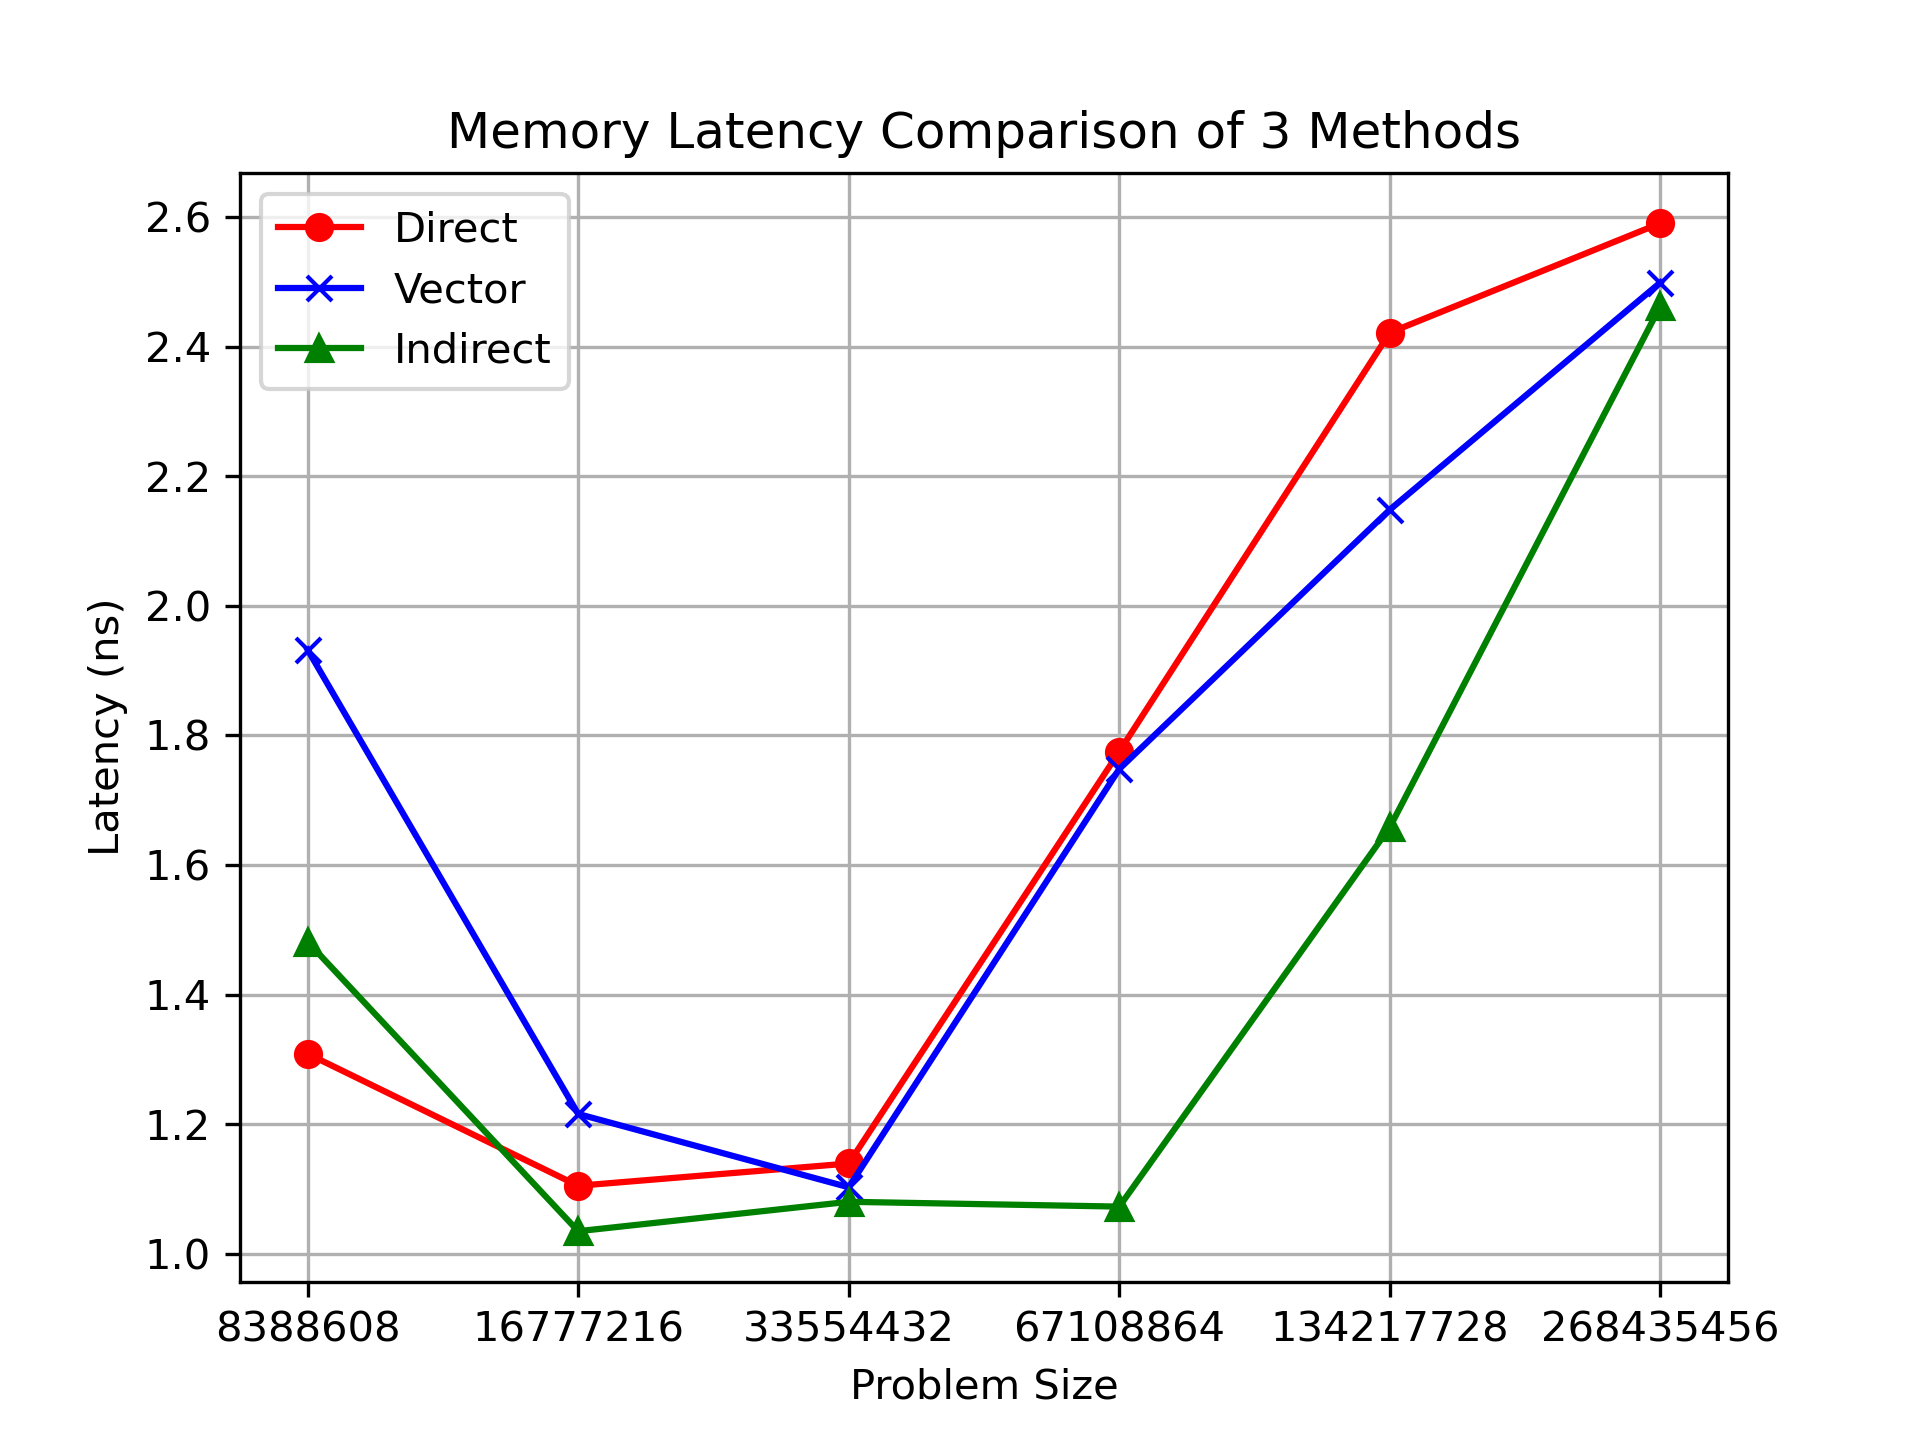 Memory Latency Comparison of 3 Methods
Direct
Vector
Indirect
2.6
2.4
2.2
2.0
1.8
1.6
1.4
1.2
1.0
Latency (ns)
8388608 16777216 33554432 67108864 134217728 268435456
Problem Size